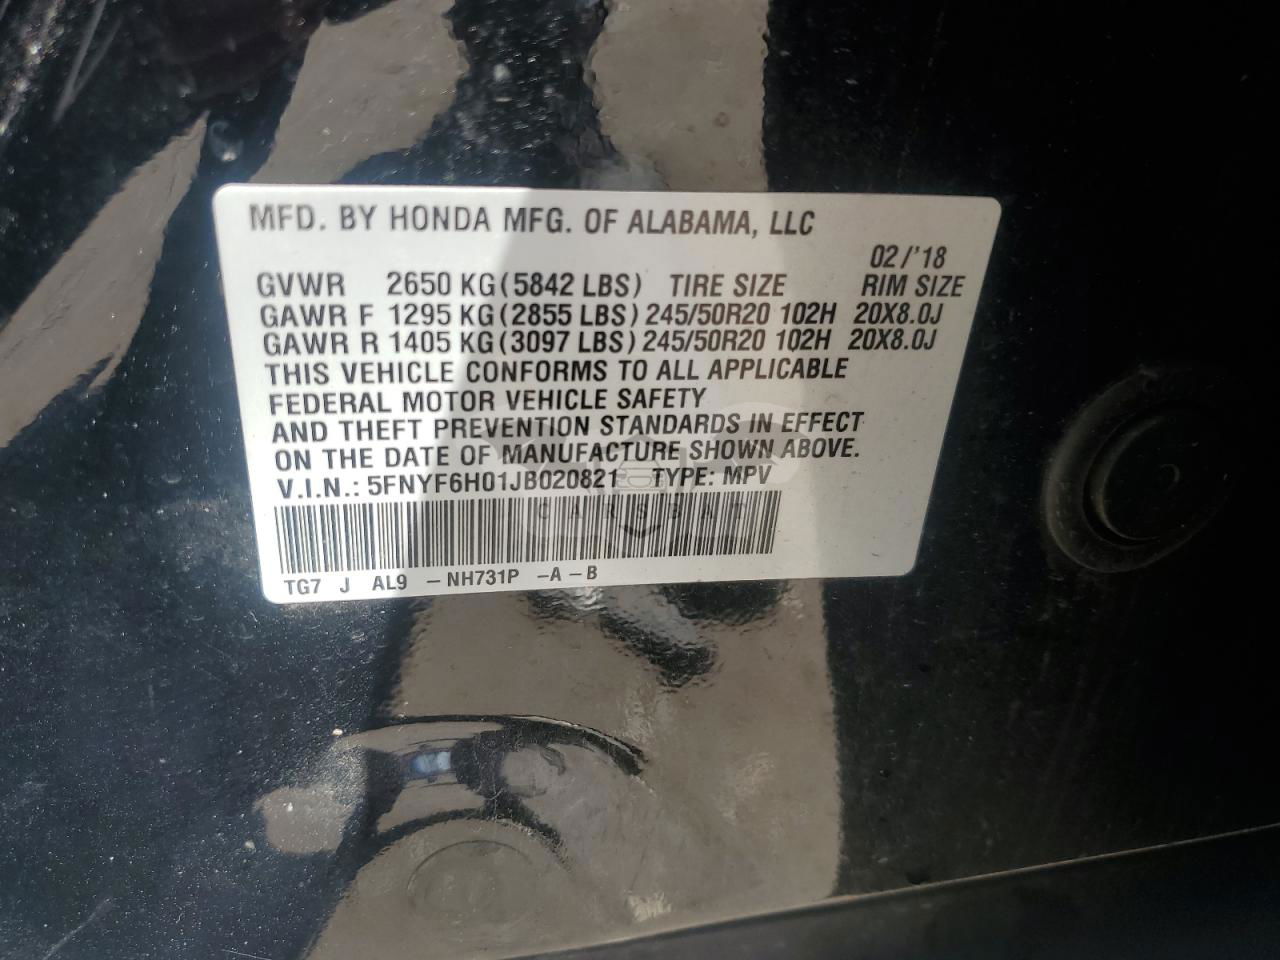 MFD. BY HONDA MFG. OF ALABAMA, LLC
02/'18
GVWR 2650 KG (5842 LBS) TIRE SIZE RIM SIZE
GAWR F 1295 KG (2855 LBS) 245/50R20 102H 20X8.0J
GAWR R 1405 KG (3097 LBS) 245/50R20 102H 20X8.0J
THIS VEHICLE CONFORMS TO ALL APPLICABLE
FEDERAL MOTOR VEHICLE SAFETY
AND THEFT PREVENTION STANDARDS IN EFFECT
ON THE DATE OF MANUFACTURE SHOWN ABOVE.
V.I.N.: 5FNYF6H01JB020821 TYPE: MPV
TG7 J AL9 - NH731P - A - B